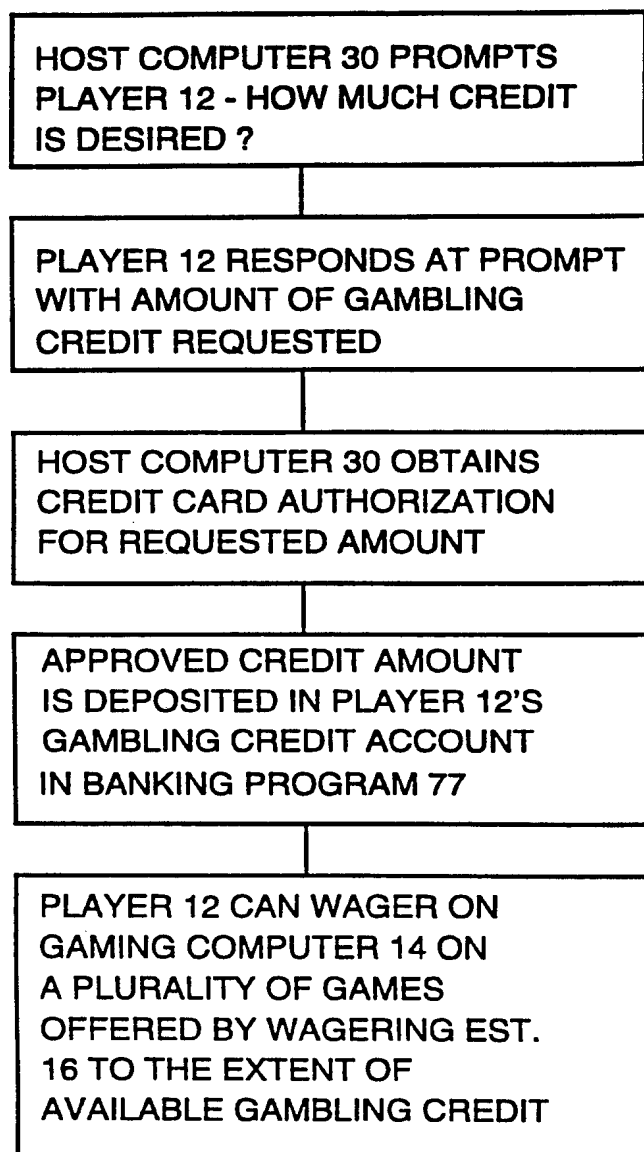 HOST COMPUTER 30 PROMPTS
PLAYER 12 - HOW MUCH CREDIT
IS DESIRED ?
PLAYER 12 RESPONDS AT PROMPT
WITH AMOUNT OF GAMBLING
CREDIT REQUESTED
HOST COMPUTER 30 OBTAINS
CREDIT CARD AUTHORIZATION
FOR REQUESTED AMOUNT
APPROVED CREDIT AMOUNT
IS DEPOSITED IN PLAYER 12'S
GAMBLING CREDIT ACCOUNT
IN BANKING PROGRAM 77
PLAYER 12 CAN WAGER ON
GAMING COMPUTER 14 ON
A PLURALITY OF GAMES
OFFERED BY WAGERING EST.
16 TO THE EXTENT OF
AVAILABLE GAMBLING CREDIT